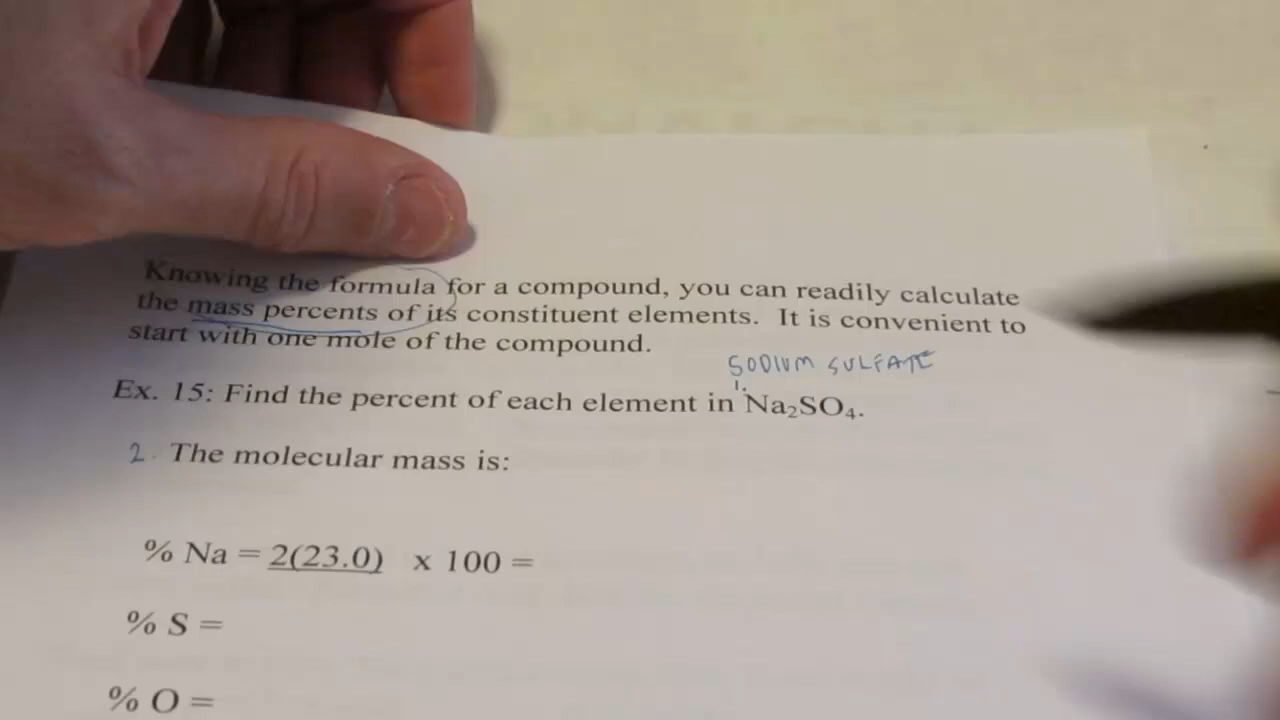 Knowing the formula for a compound, you can readily calculate
the mass percents of its constituent elements. It is convenient to
start with one mole of the compound.
SODIUM SULFATE
1.
Ex. 15: Find the percent of each element in Na₂SO₄.
2. The molecular mass is:
% Na = 2(23.0) x 100 =
% S =
% O =